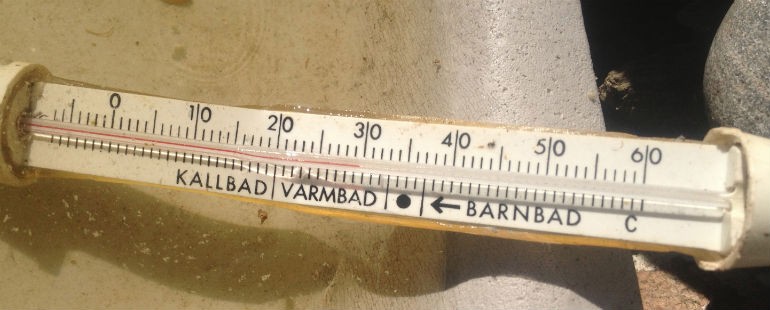 0 10 20 30 40 50 60
KALLBAD VARMBAD ● ← BARNBAD C